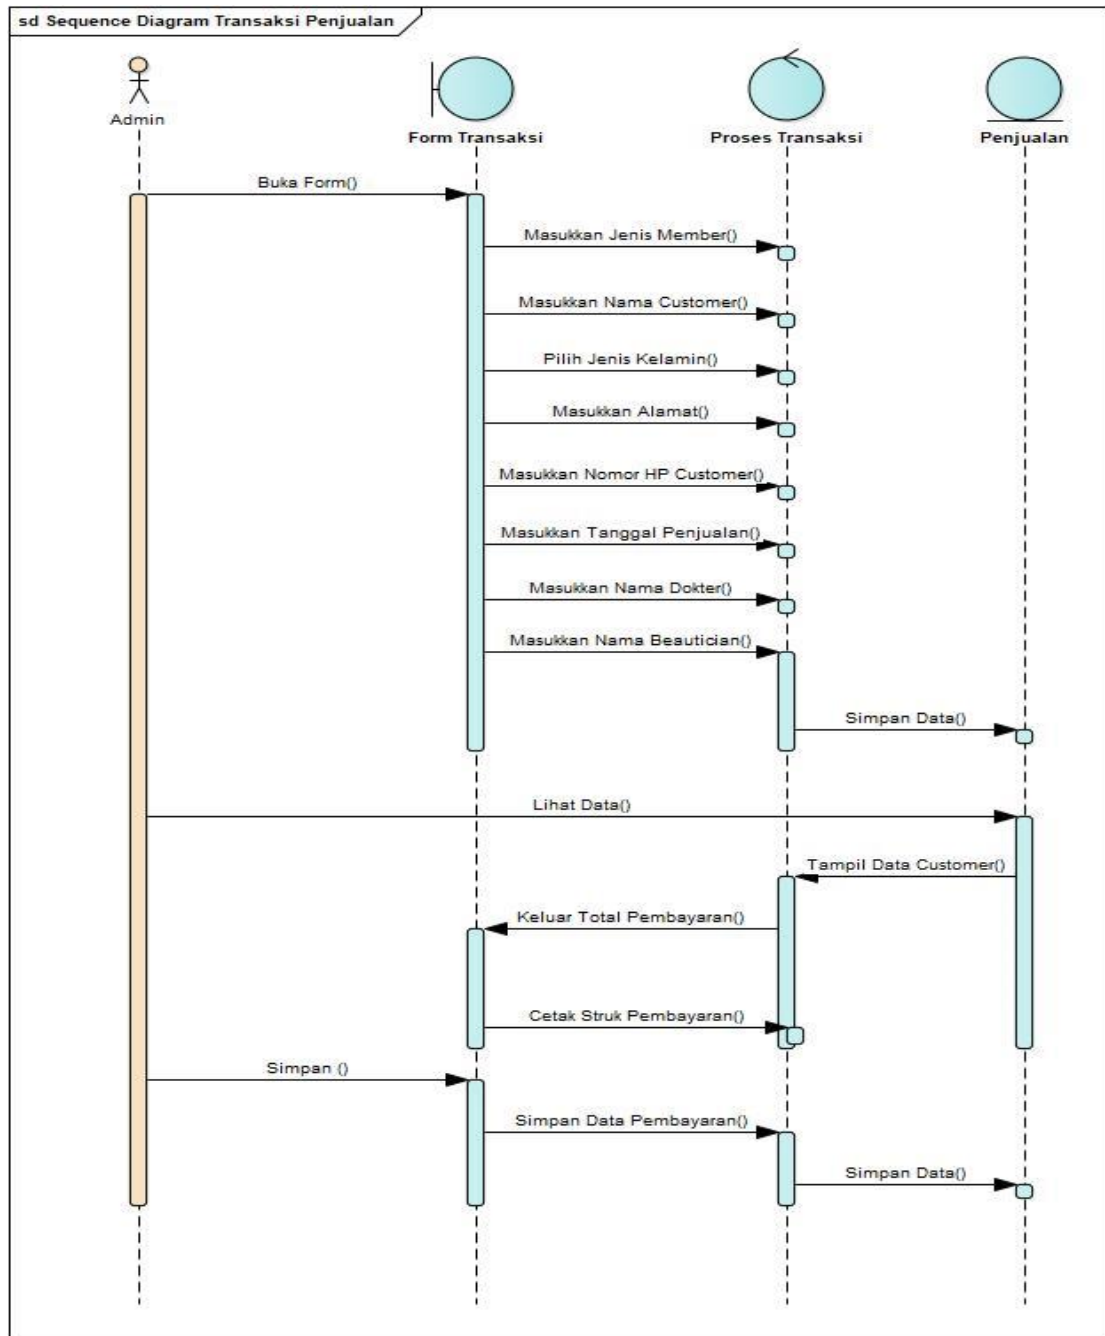 sd Sequence Diagram Transaksi Penjualan
Admin
Form Transaksi
Proses Transaksi
Penjualan
Buka Form()
Masukkan Jenis Member()
Masukkan Nama Customer()
Pilih Jenis Kelamin()
Masukkan Alamat()
Masukkan Nomor HP Customer()
Masukkan Tanggal Penjualan()
Masukkan Nama Dokter()
Masukkan Nama Beautician()
Simpan Data()
Lihat Data()
Tampil Data Customer()
Keluar Total Pembayaran()
Cetak Struk Pembayaran()
Simpan ()
Simpan Data Pembayaran()
Simpan Data()